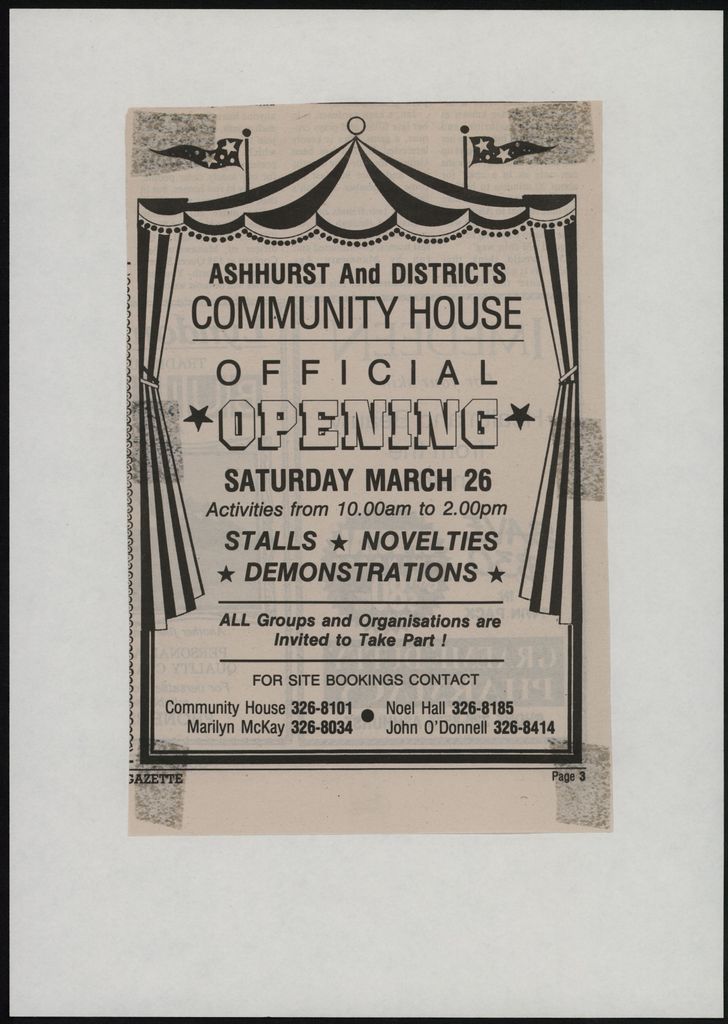 ASHHURST And DISTRICTS
COMMUNITY HOUSE
OFFICIAL
★ OPENING ★
SATURDAY MARCH 26
Activities from 10.00am to 2.00pm
STALLS ★ NOVELTIES
★ DEMONSTRATIONS ★
ALL Groups and Organisations are
Invited to Take Part !
FOR SITE BOOKINGS CONTACT
Community House 326-8101 ● Noel Hall 326-8185
Marilyn McKay 326-8034 John O'Donnell 326-8414
GAZETTE Page 3